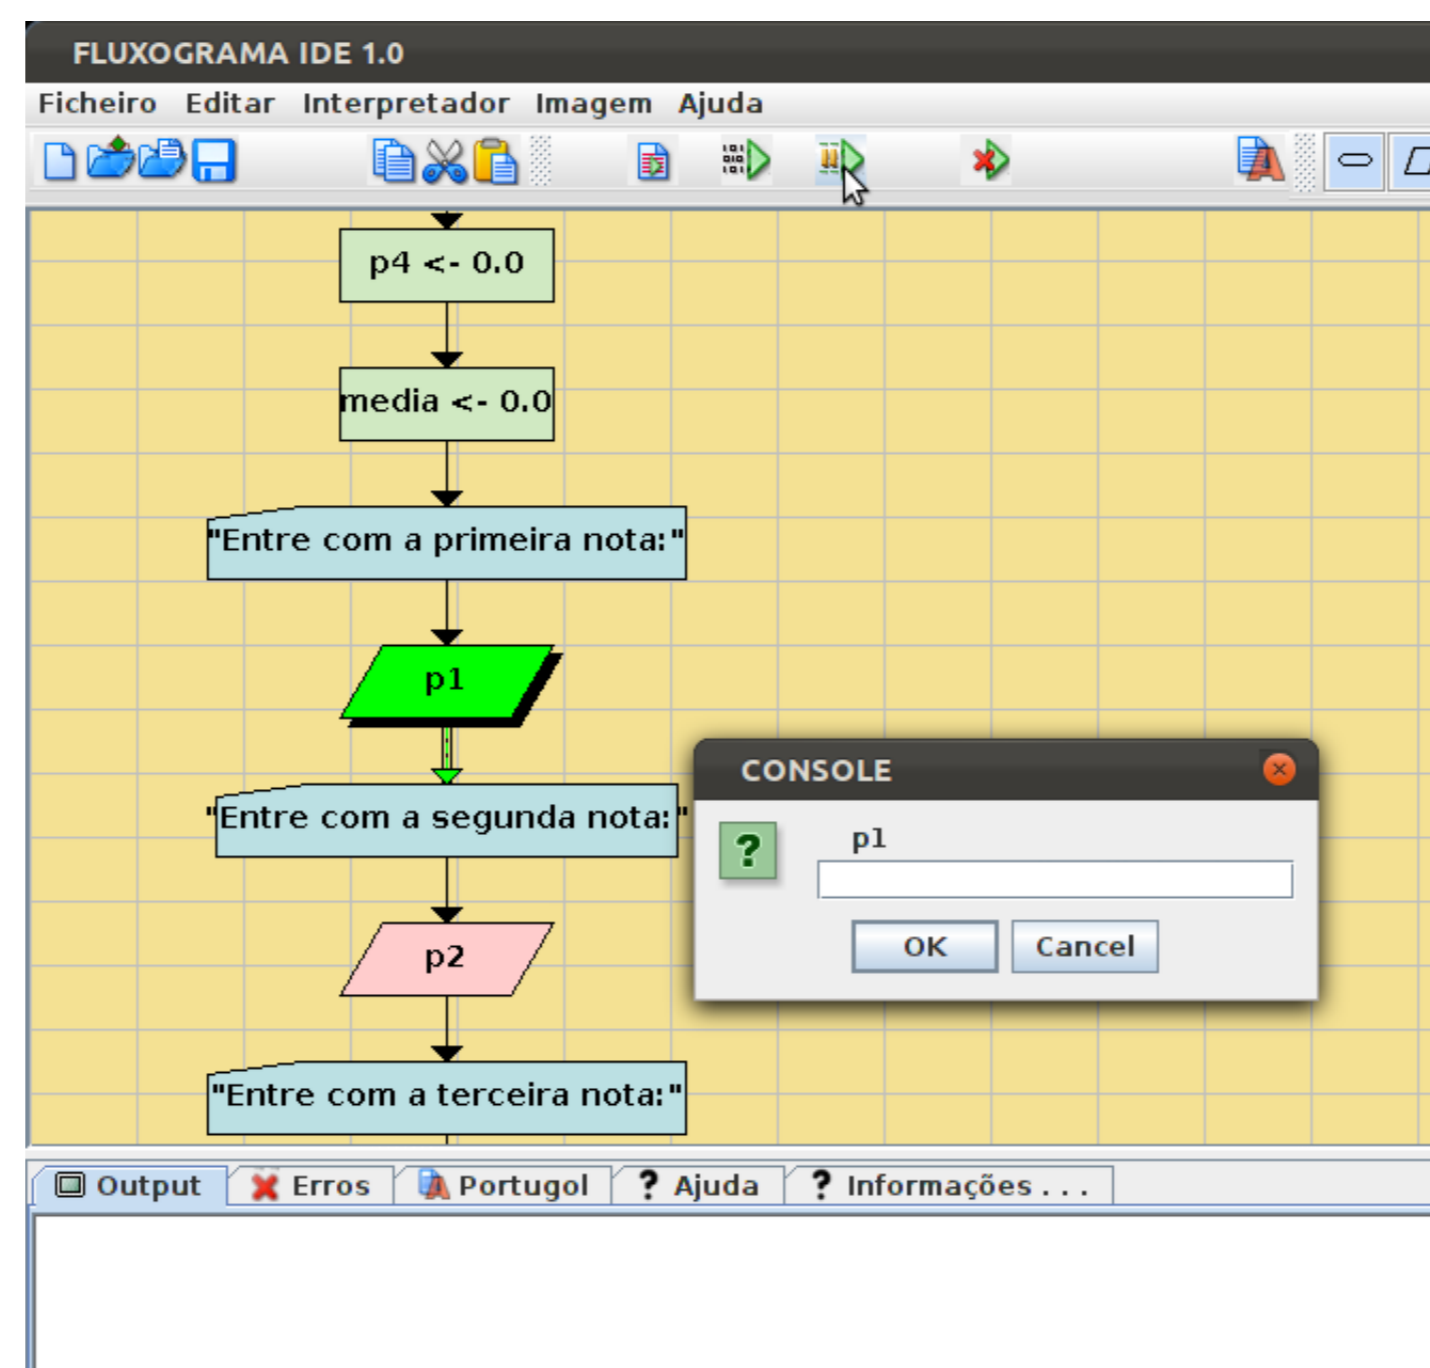 FLUXOGRAMA IDE 1.0
Ficheiro Editar Interpretador Imagem Ajuda
p4 <- 0.0
media <- 0.0
"Entre com a primeira nota:"
p1
"Entre com a segunda nota:"
CONSOLE
p1
OK Cancel
p2
"Entre com a terceira nota:"
Output Erros Portugol ? Ajuda ? Informações . . .